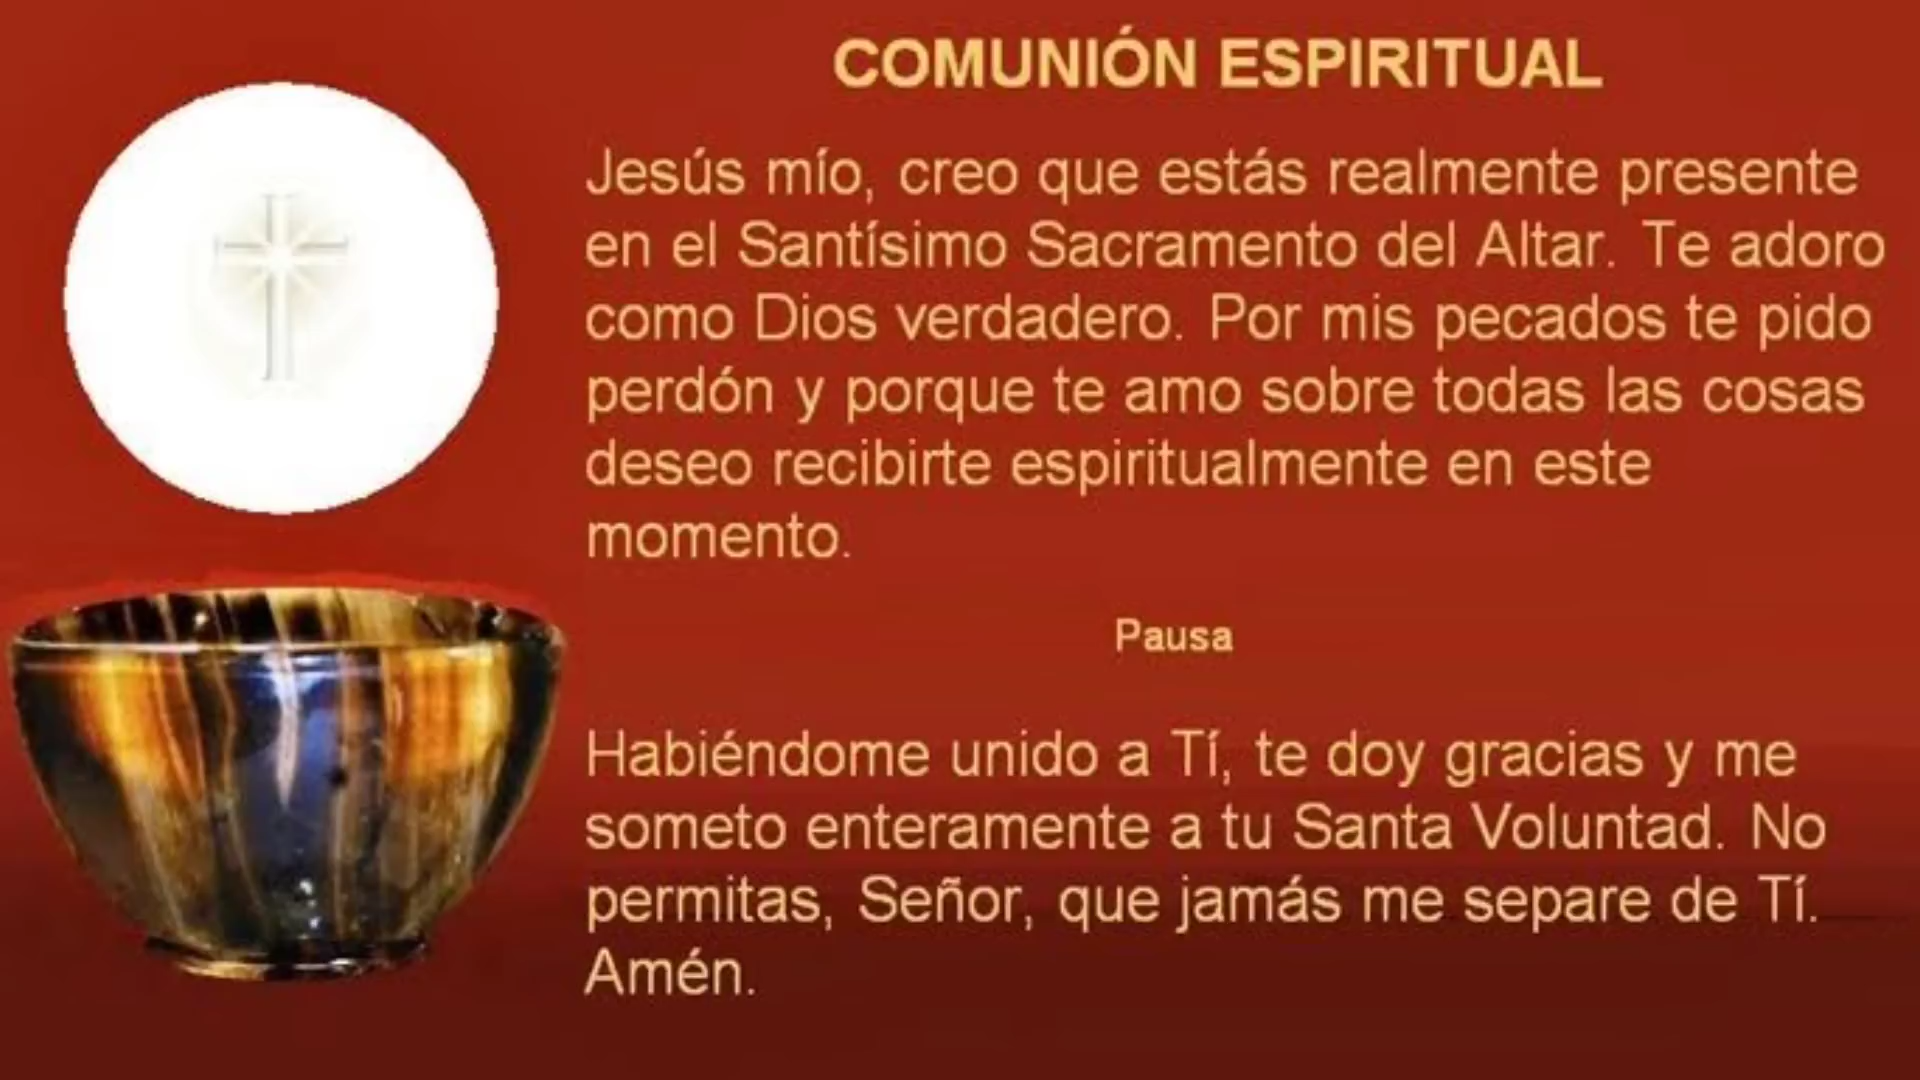 COMUNIÓN ESPIRITUAL
Jesús mío, creo que estás realmente presente
en el Santísimo Sacramento del Altar. Te adoro
como Dios verdadero. Por mis pecados te pido
perdón y porque te amo sobre todas las cosas
deseo recibirte espiritualmente en este
momento.
Pausa
Habiéndome unido a Tí, te doy gracias y me
someto enteramente a tu Santa Voluntad. No
permitas, Señor, que jamás me separe de Tí.
Amén.